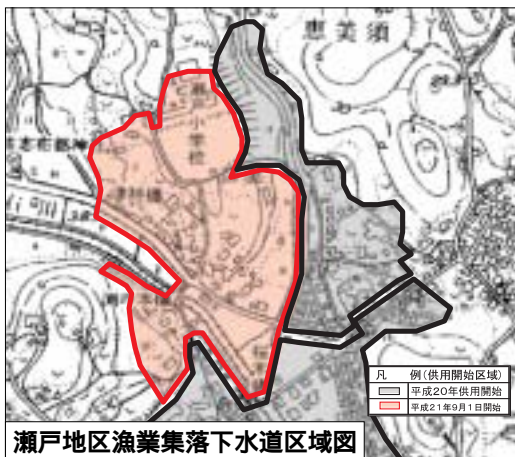 恵美須
小学校
凡 例(供用開始区域)
平成20年供用開始
平成21年9月1日開始
瀬戸地区漁業集落下水道区域図